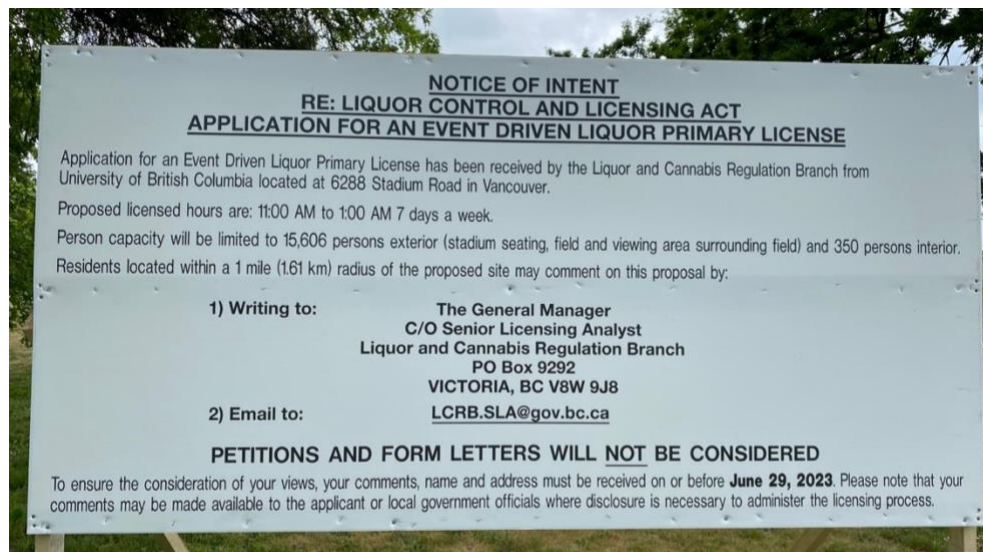 NOTICE OF INTENT
RE: LIQUOR CONTROL AND LICENSING ACT
APPLICATION FOR AN EVENT DRIVEN LIQUOR PRIMARY LICENSE
Application for an Event Driven Liquor Primary License has been received by the Liquor and Cannabis Regulation Branch from
University of British Columbia located at 6288 Stadium Road in Vancouver.
Proposed licensed hours are: 11:00 AM to 1:00 AM 7 days a week.
Person capacity will be limited to 15,606 persons exterior (stadium seating, field and viewing area surrounding field) and 350 persons interior.
Residents located within a 1 mile (1.61 km) radius of the proposed site may comment on this proposal by:
1) Writing to: The General Manager
C/O Senior Licensing Analyst
Liquor and Cannabis Regulation Branch
PO Box 9292
VICTORIA, BC V8W 9J8
2) Email to: LCRB.SLA@gov.bc.ca
PETITIONS AND FORM LETTERS WILL NOT BE CONSIDERED
To ensure the consideration of your views, your comments, name and address must be received on or before June 29, 2023. Please note that your
comments may be made available to the applicant or local government officials where disclosure is necessary to administer the licensing process.